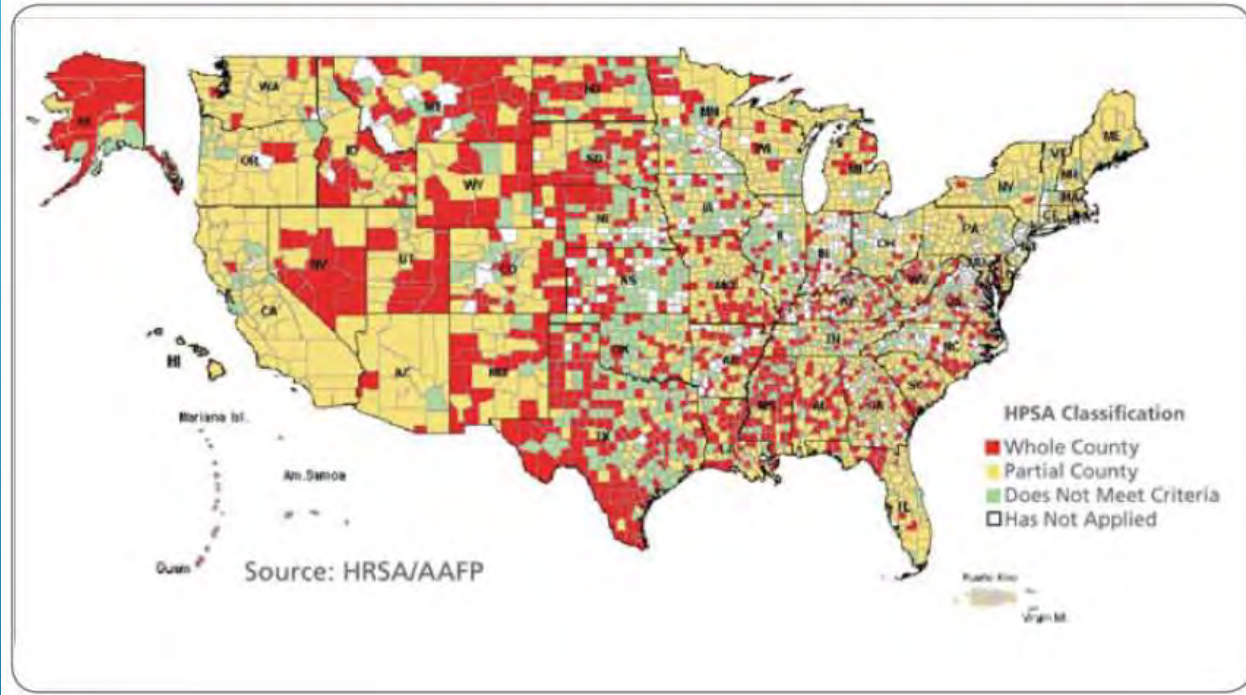 WA
MT
ND
MN
ME
AK
ID
OR
SD
WI
MI
VT
NH
NY
MA
WY
IA
CT
NE
PA
IL
IN
OH
NV
UT
CO
CA
KS
MO
KY
WV
VA
HI
AZ
NM
OK
AR
TN
NC
SC
Mariana Isl.
TX
LA
MS
AL
GA
HPSA Classification
Whole County
Am.Samoa
Partial County
FL
Does Not Meet Criteria
Has Not Applied
Guam
Source: HRSA/AAFP
Puerto Rico
Virgin Isl.